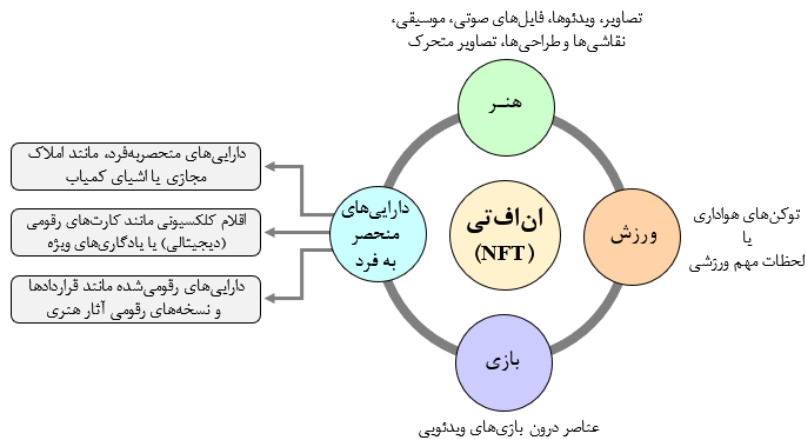 تصاویر، ویدئوها، فایل‌های صوتی، موسیقی،
نقاشی‌ها و طراحی‌ها، تصاویر متحرک
هنـر
ان‌اف‌تی
(NFT)
ورزش
توکن‌های هواداری
یا
لحظات مهم ورزشی
بازی
عناصر درون بازی‌های ویدئویی
دارایی‌های
منحصر
به فرد
دارایی‌های منحصربه‌فرد، مانند املاک
مجازی یا اشیای کمیاب
اقلام کلکسیونی مانند کارت‌های رقومی
(دیجیتالی) یا یادگاری‌های ویژه
دارایی‌های رقومی‌شده مانند قراردادها
و نسخه‌های رقومی آثار هنری